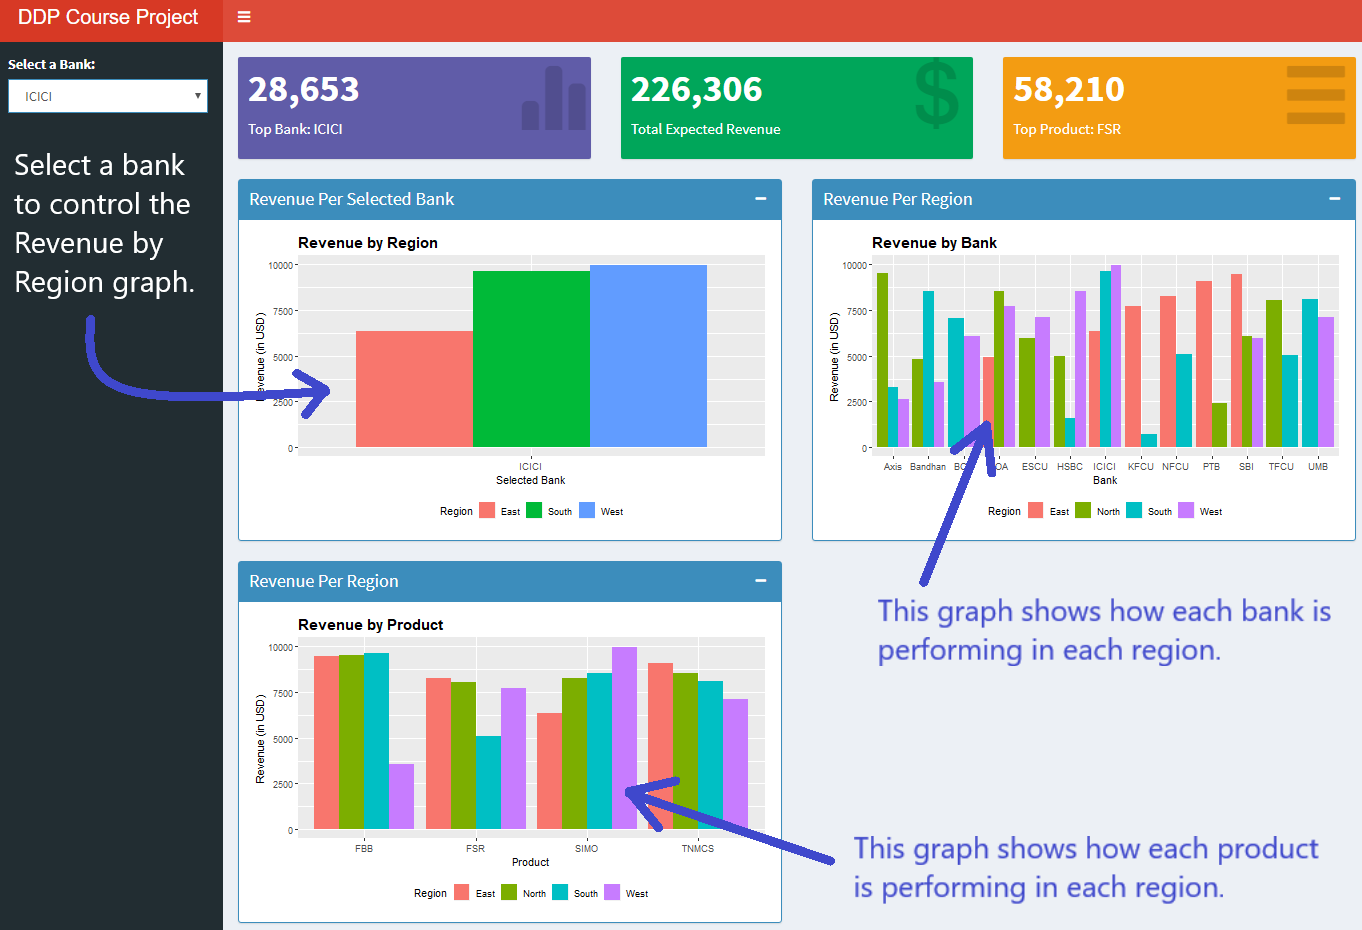 DDP Course Project
Select a Bank:
ICICI
Select a bank
to control the
Revenue by
Region graph.
28,653
Top Bank: ICICI
226,306
Total Expected Revenue
58,210
Top Product: FSR
Revenue Per Selected Bank
Revenue by Region
Revenue (in USD)
10000
7500
5000
2500
0
ICICI
Selected Bank
Region East South West
Revenue Per Region
Revenue by Bank
Revenue (in USD)
10000
7500
5000
2500
0
Axis Bandhan ESCU HSBC ICICI KFCU NFCU PTB SBI TFCU UMB
Bank
Region East North South West
This graph shows how each bank is
performing in each region.
Revenue Per Region
Revenue by Product
Revenue (in USD)
10000
7500
5000
2500
0
FBB FSR SIMO TNMCS
Product
Region East North South West
This graph shows how each product
is performing in each region.